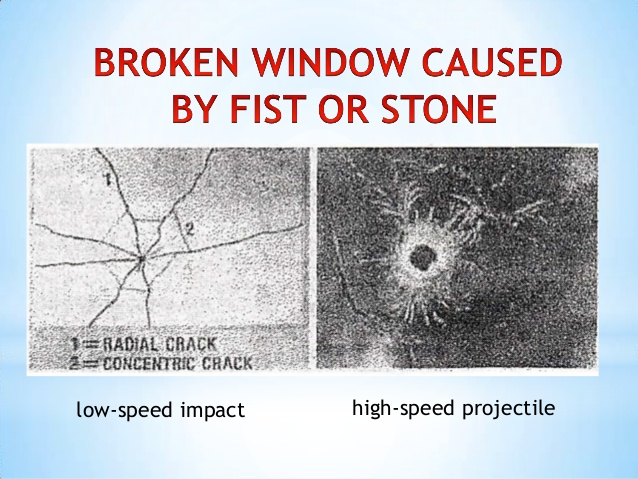 BROKEN WINDOW CAUSED
BY FIST OR STONE
1
2
1=RADIAL CRACK
2=CONCENTRIC CRACK
low-speed impact
high-speed projectile